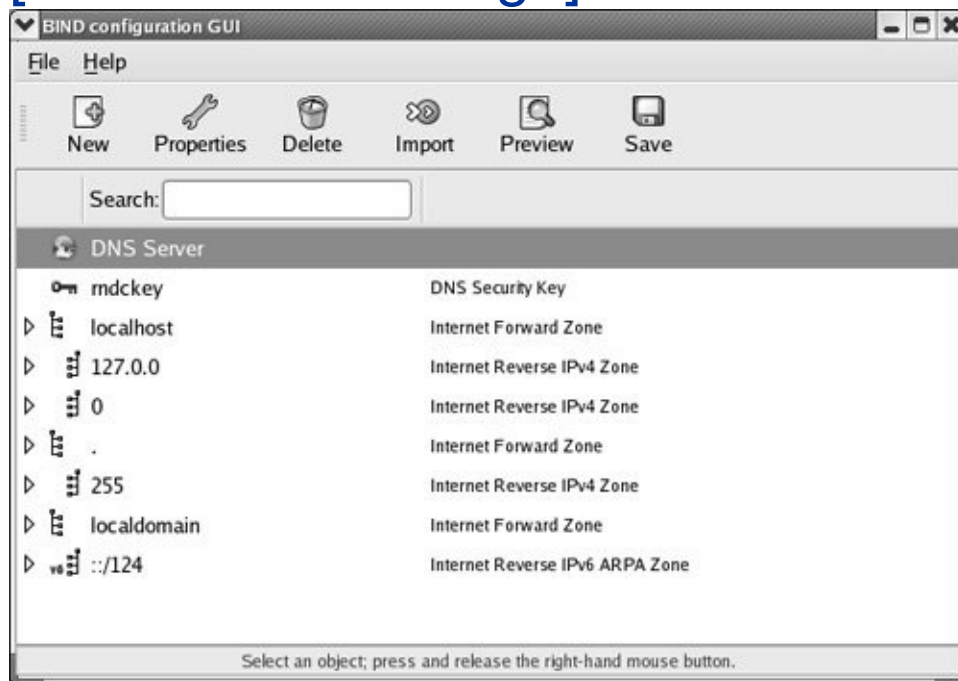 BIND configuration GUI
File Help
New Properties Delete Import Preview Save
Search:
DNS Server
rndckey DNS Security Key
localhost Internet Forward Zone
127.0.0 Internet Reverse IPv4 Zone
0 Internet Reverse IPv4 Zone
. Internet Forward Zone
255 Internet Reverse IPv4 Zone
localdomain Internet Forward Zone
v6 ::/124 Internet Reverse IPv6 ARPA Zone
Select an object; press and release the right-hand mouse button.